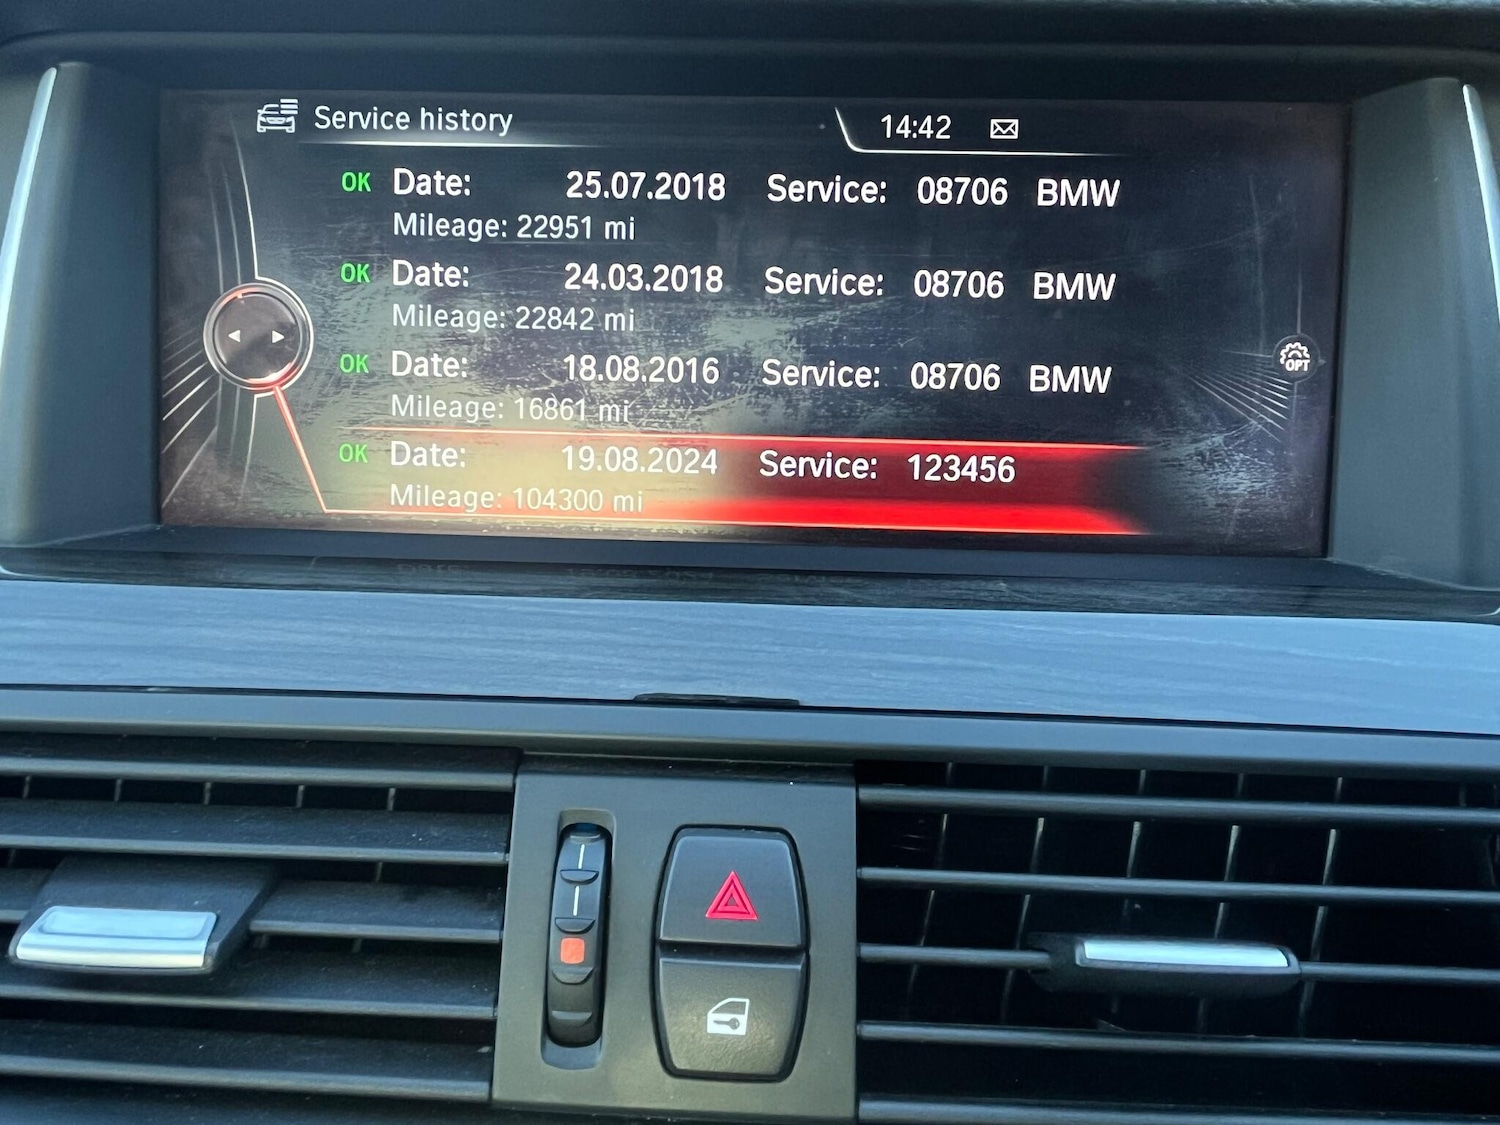 Service history 14:42
OK Date: 25.07.2018 Service: 08706 BMW
Mileage: 22951 mi
OK Date: 24.03.2018 Service: 08706 BMW
Mileage: 22842 mi
OK Date: 18.08.2016 Service: 08706 BMW
Mileage: 16861 mi
OK Date: 19.08.2024 Service: 123456
Mileage: 104300 mi
OPT